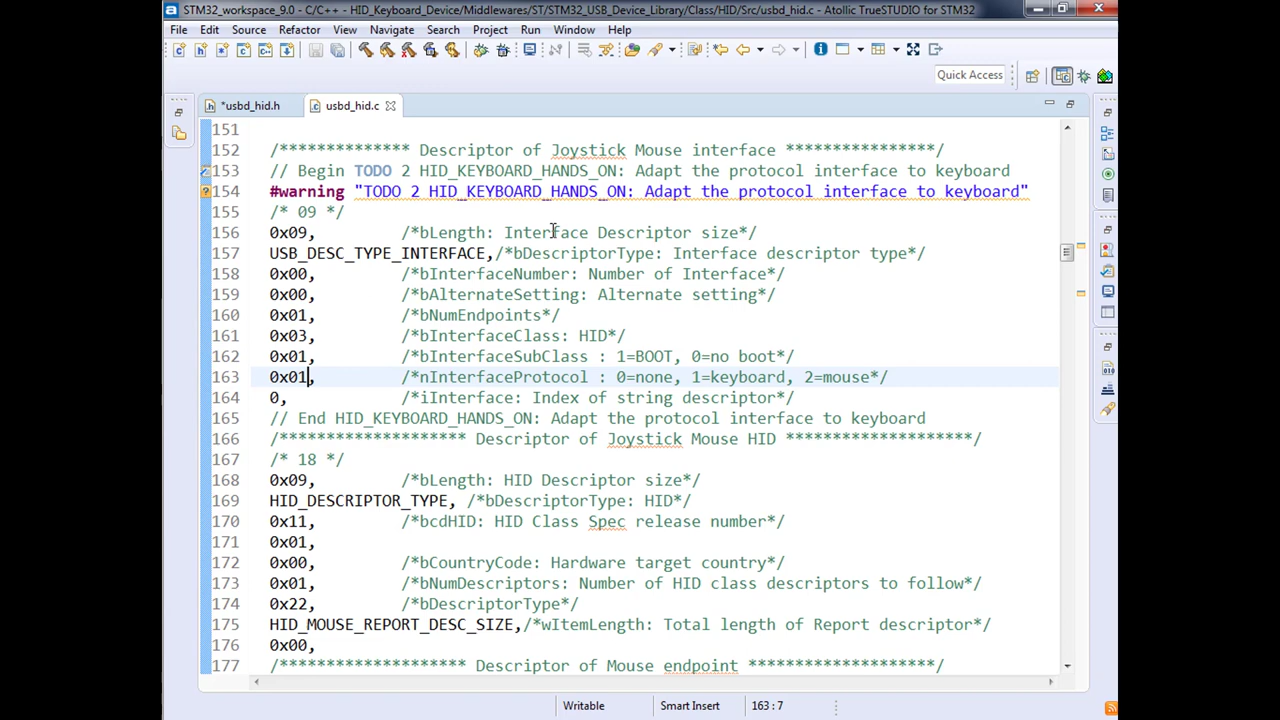 STM32_workspace_9.0 - C/C++ - HID_Keyboard_Device/Middlewares/ST/STM32_USB_Device_Library/Class/HID/Src/usbd_hid.c - Atollic TrueSTUDIO for STM32
File Edit Source Refactor View Navigate Search Project Run Window Help
Quick Access
*usbd_hid.h usbd_hid.c
151
152 /************** Descriptor of Joystick Mouse interface ****************/
153 // Begin TODO 2 HID_KEYBOARD_HANDS_ON: Adapt the protocol interface to keyboard
154 #warning "TODO 2 HID_KEYBOARD_HANDS_ON: Adapt the protocol interface to keyboard"
155 /* 09 */
156 0x09, /*bLength: Interface Descriptor size*/
157 USB_DESC_TYPE_INTERFACE,/*bDescriptorType: Interface descriptor type*/
158 0x00, /*bInterfaceNumber: Number of Interface*/
159 0x00, /*bAlternateSetting: Alternate setting*/
160 0x01, /*bNumEndpoints*/
161 0x03, /*bInterfaceClass: HID*/
162 0x01, /*bInterfaceSubClass : 1=BOOT, 0=no boot*/
163 0x01, /*nInterfaceProtocol : 0=none, 1=keyboard, 2=mouse*/
164 0, /*iInterface: Index of string descriptor*/
165 // End HID_KEYBOARD_HANDS_ON: Adapt the protocol interface to keyboard
166 /******************** Descriptor of Joystick Mouse HID ********************/
167 /* 18 */
168 0x09, /*bLength: HID Descriptor size*/
169 HID_DESCRIPTOR_TYPE, /*bDescriptorType: HID*/
170 0x11, /*bcdHID: HID Class Spec release number*/
171 0x01,
172 0x00, /*bCountryCode: Hardware target country*/
173 0x01, /*bNumDescriptors: Number of HID class descriptors to follow*/
174 0x22, /*bDescriptorType*/
175 HID_MOUSE_REPORT_DESC_SIZE,/*wItemLength: Total length of Report descriptor*/
176 0x00,
177 /******************** Descriptor of Mouse endpoint ********************/
Writable Smart Insert 163 : 7